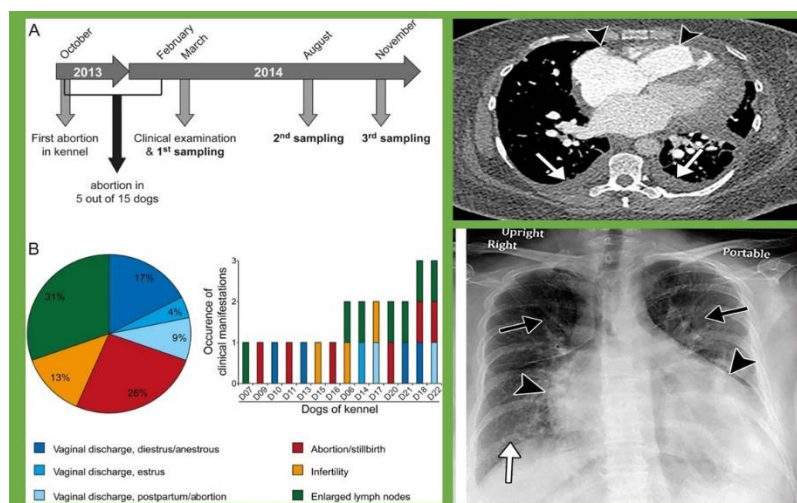 A
October
February
March
August
November
2013
2014
First abortion
in kennel
Clinical examination
& 1st sampling
2nd sampling
3rd sampling
abortion in
5 out of 15 dogs
B
31%
17%
4%
9%
26%
13%
Occurence of
clinical manifestations
3
2
1
0
D07
D09
D10
D11
D13
D15
D16
D06
D14
D17
D20
D21
D18
D22
Dogs of kennel
Vaginal discharge, diestrus/anestrous
Vaginal discharge, estrus
Vaginal discharge, postpartum/abortion
Abortion/stillbirth
Infertility
Enlarged lymph nodes
Upright
Right
Portable